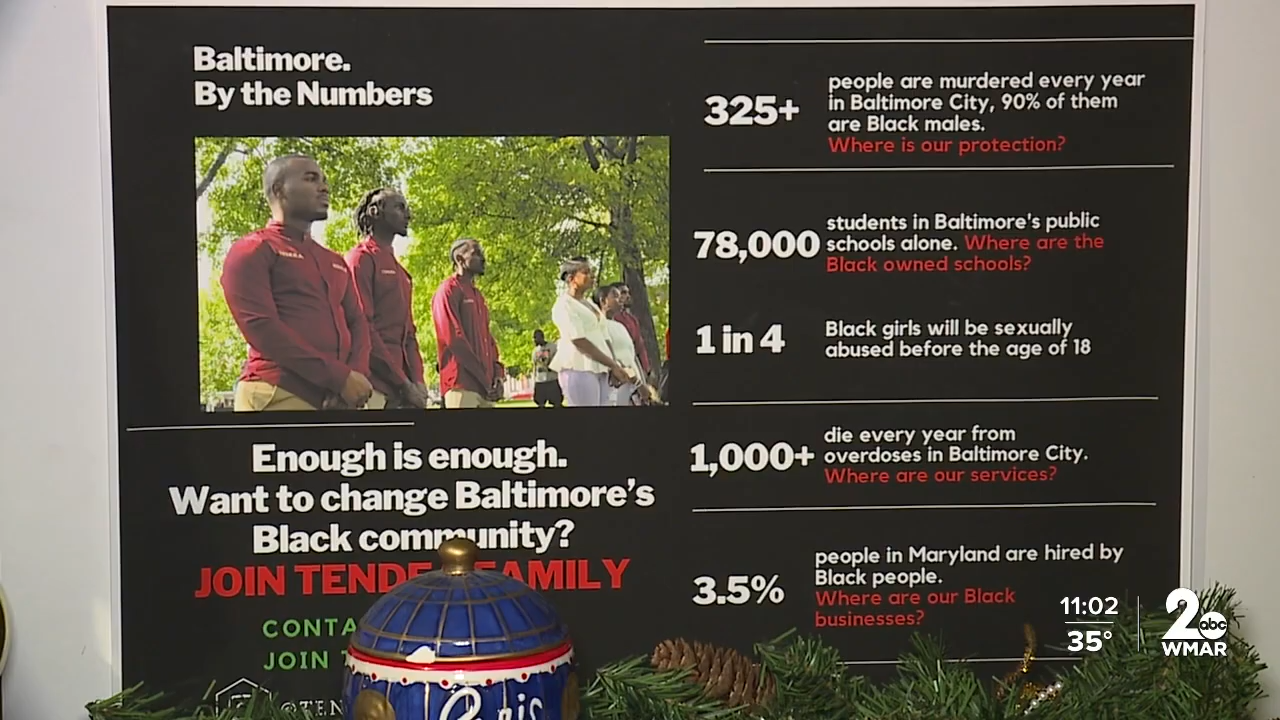 Baltimore.
By the Numbers
Enough is enough.
Want to change Baltimore's
Black community?
JOIN FAMILY
JOIN
325+
people are murdered every year
in Baltimore City, 90% of them
are Black males.
Where is our protection?
78,000
students in Baltimore's public
schools alone. Where are the
Black owned schools?
1 in 4
Black girls will be sexually
abused before the age of 18
1,000+
die every year from
overdoses in Baltimore City.
Where are our services?
3.5%
people in Maryland are hired by
Black people.
Where are our Black
businesses?
11:02
35°
2 abc
WMAR
Paris